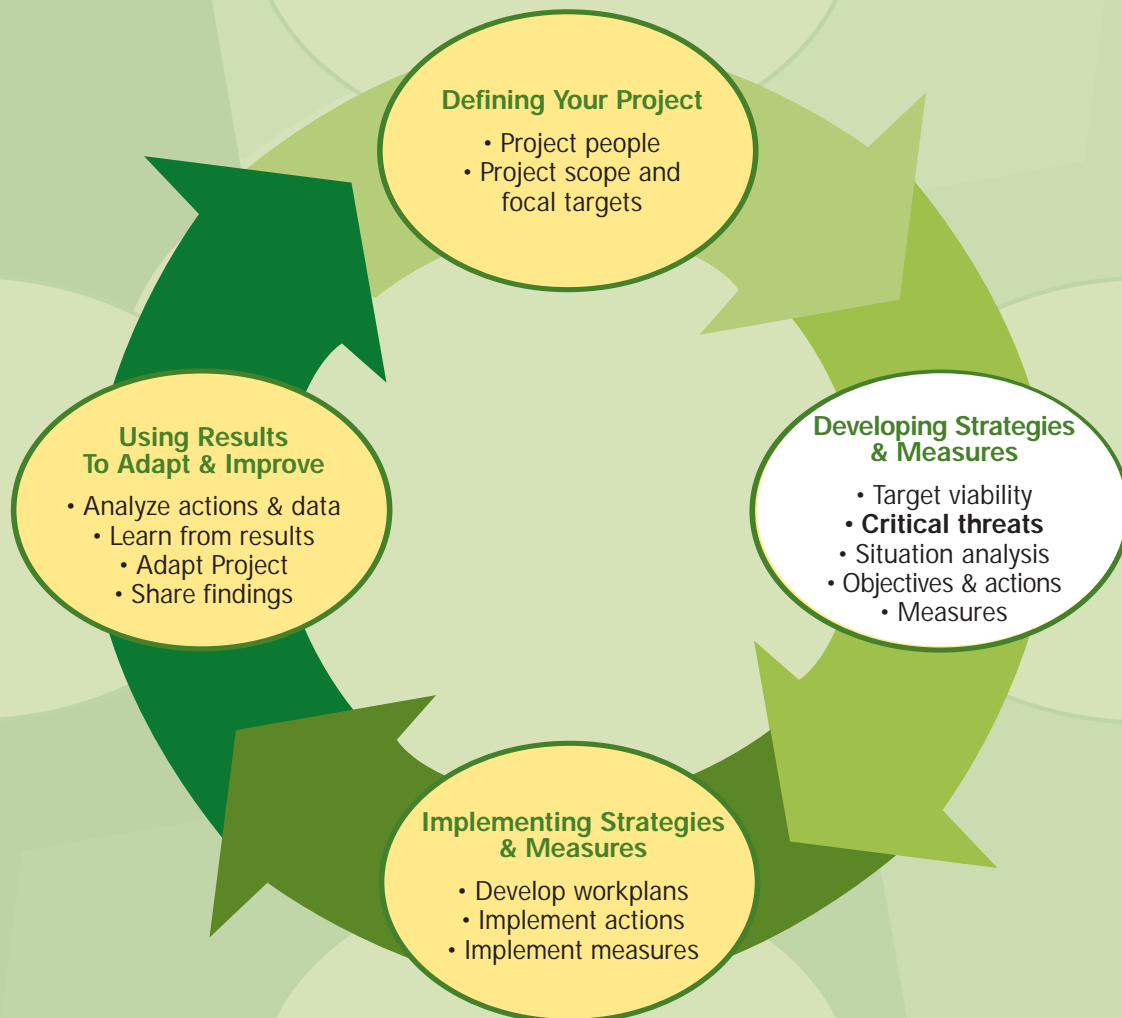 Defining Your Project
• Project people
• Project scope and
focal targets
Developing Strategies
& Measures
• Target viability
• Critical threats
• Situation analysis
• Objectives & actions
• Measures
Implementing Strategies
& Measures
• Develop workplans
• Implement actions
• Implement measures
Using Results
To Adapt & Improve
• Analyze actions & data
• Learn from results
• Adapt Project
• Share findings